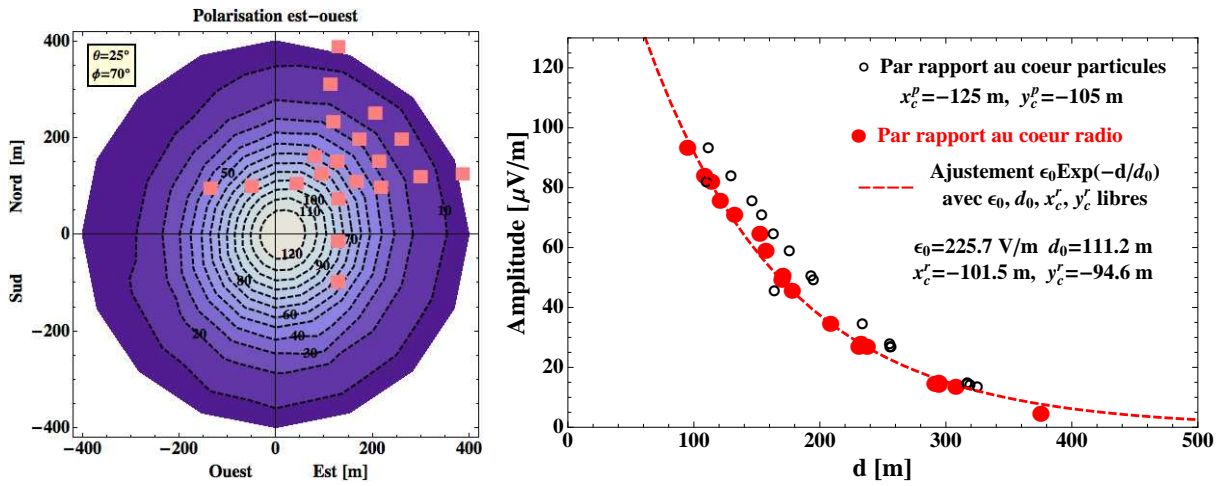 Polarisation est−ouest
θ=25°
ϕ=70°
400
200
0
−200
−400
Nord [m]
Sud
50
100
110
10
70
120
90
80
60
40
20
30
−400
−200
0
200
400
Ouest
Est [m]
120
100
80
60
40
20
0
Amplitude [μV/m]
Par rapport au coeur particules
x_c^p=−125 m, y_c^p=−105 m
Par rapport au coeur radio
Ajustement ϵ₀Exp(−d/d₀)
avec ϵ₀, d₀, x_c^r, y_c^r libres
ϵ₀=225.7 V/m d₀=111.2 m
x_c^r=−101.5 m, y_c^r=−94.6 m
0
100
200
300
400
500
d [m]